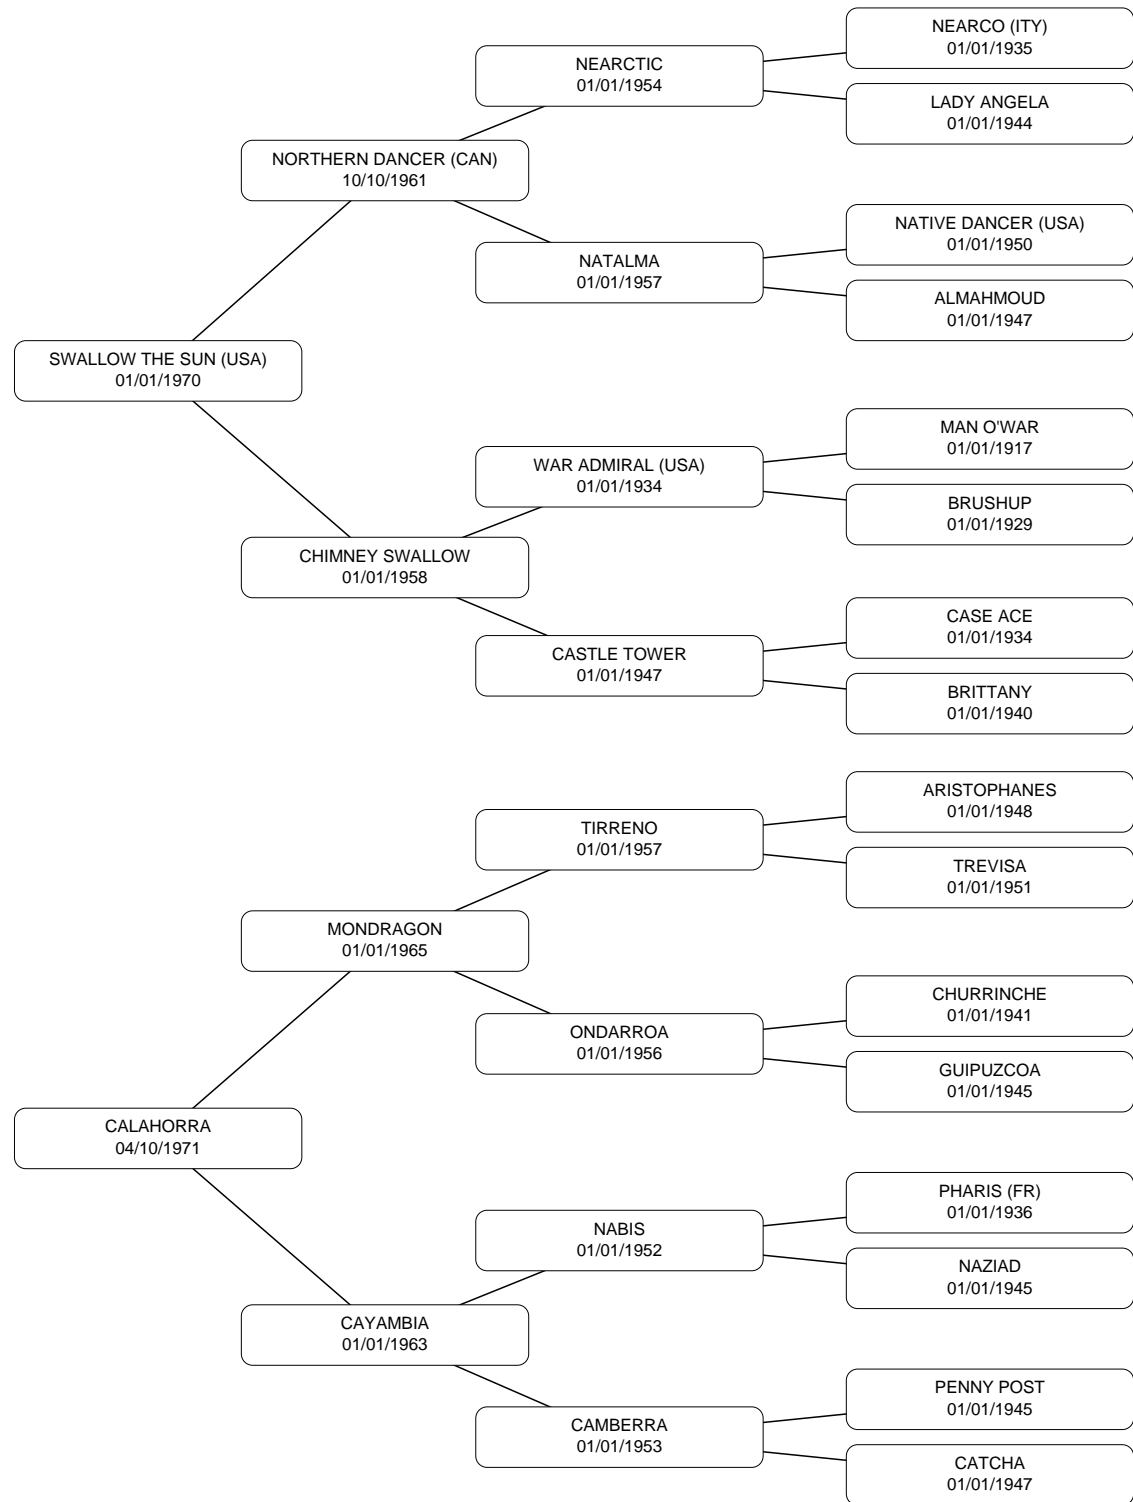 NEARCO (ITY)
01/01/1935
NEARCTIC
01/01/1954
LADY ANGELA
01/01/1944
NORTHERN DANCER (CAN)
10/10/1961
NATIVE DANCER (USA)
01/01/1950
NATALMA
01/01/1957
ALMAHMOUD
01/01/1947
SWALLOW THE SUN (USA)
01/01/1970
MAN O'WAR
01/01/1917
WAR ADMIRAL (USA)
01/01/1934
BRUSHUP
01/01/1929
CHIMNEY SWALLOW
01/01/1958
CASE ACE
01/01/1934
CASTLE TOWER
01/01/1947
BRITTANY
01/01/1940
ARISTOPHANES
01/01/1948
TIRRENO
01/01/1957
TREVISA
01/01/1951
MONDRAGON
01/01/1965
CHURRINCHE
01/01/1941
ONDARROA
01/01/1956
GUIPUZCOA
01/01/1945
CALAHORRA
04/10/1971
PHARIS (FR)
01/01/1936
NABIS
01/01/1952
NAZIAD
01/01/1945
CAYAMBIA
01/01/1963
PENNY POST
01/01/1945
CAMBERRA
01/01/1953
CATCHA
01/01/1947